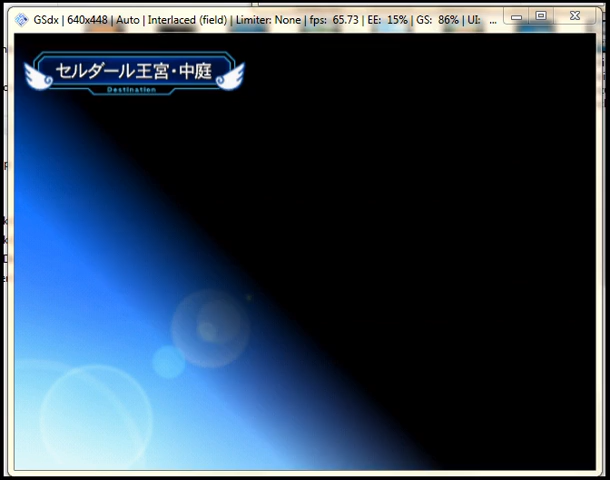 GSdx | 640x448 | Auto | Interlaced (field) | Limiter: None | fps: 65.73 | EE: 15% | GS: 86% | UI: ...
セルダール王宮・中庭
Destination